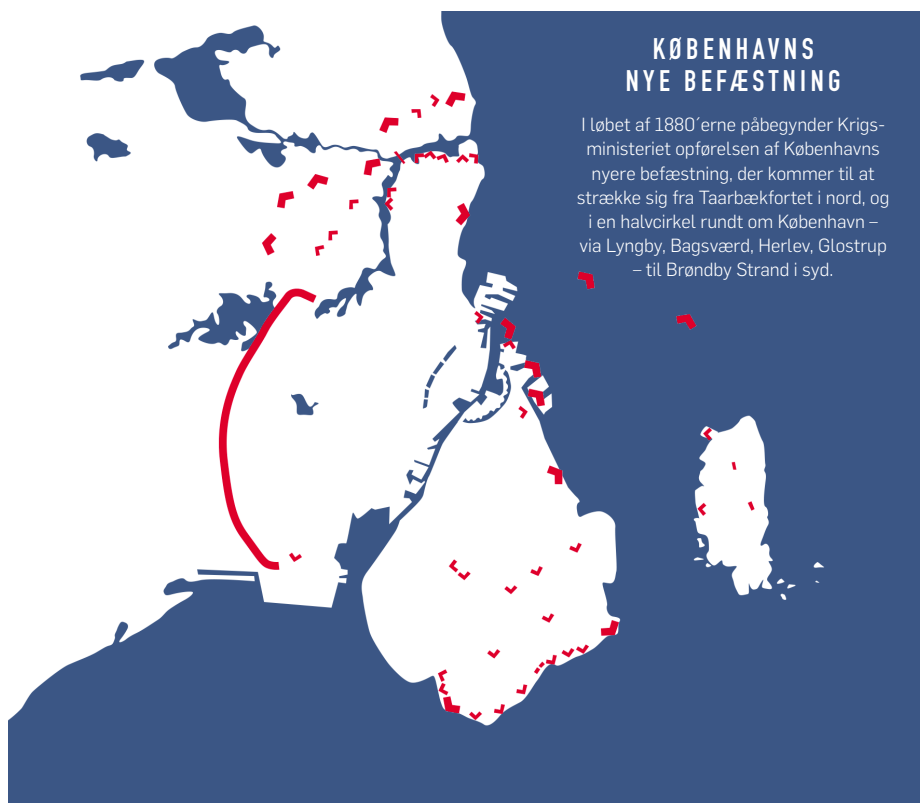 KØBENHAVNS
NYE BEFÆSTNING
I løbet af 1880´erne påbegynder Krigs-
ministeriet opførelsen af Københavns
nyere befæstning, der kommer til at
strække sig fra Taarbækfortet i nord, og
i en halvcirkel rundt om København –
via Lyngby, Bagsværd, Herlev, Glostrup
– til Brøndby Strand i syd.